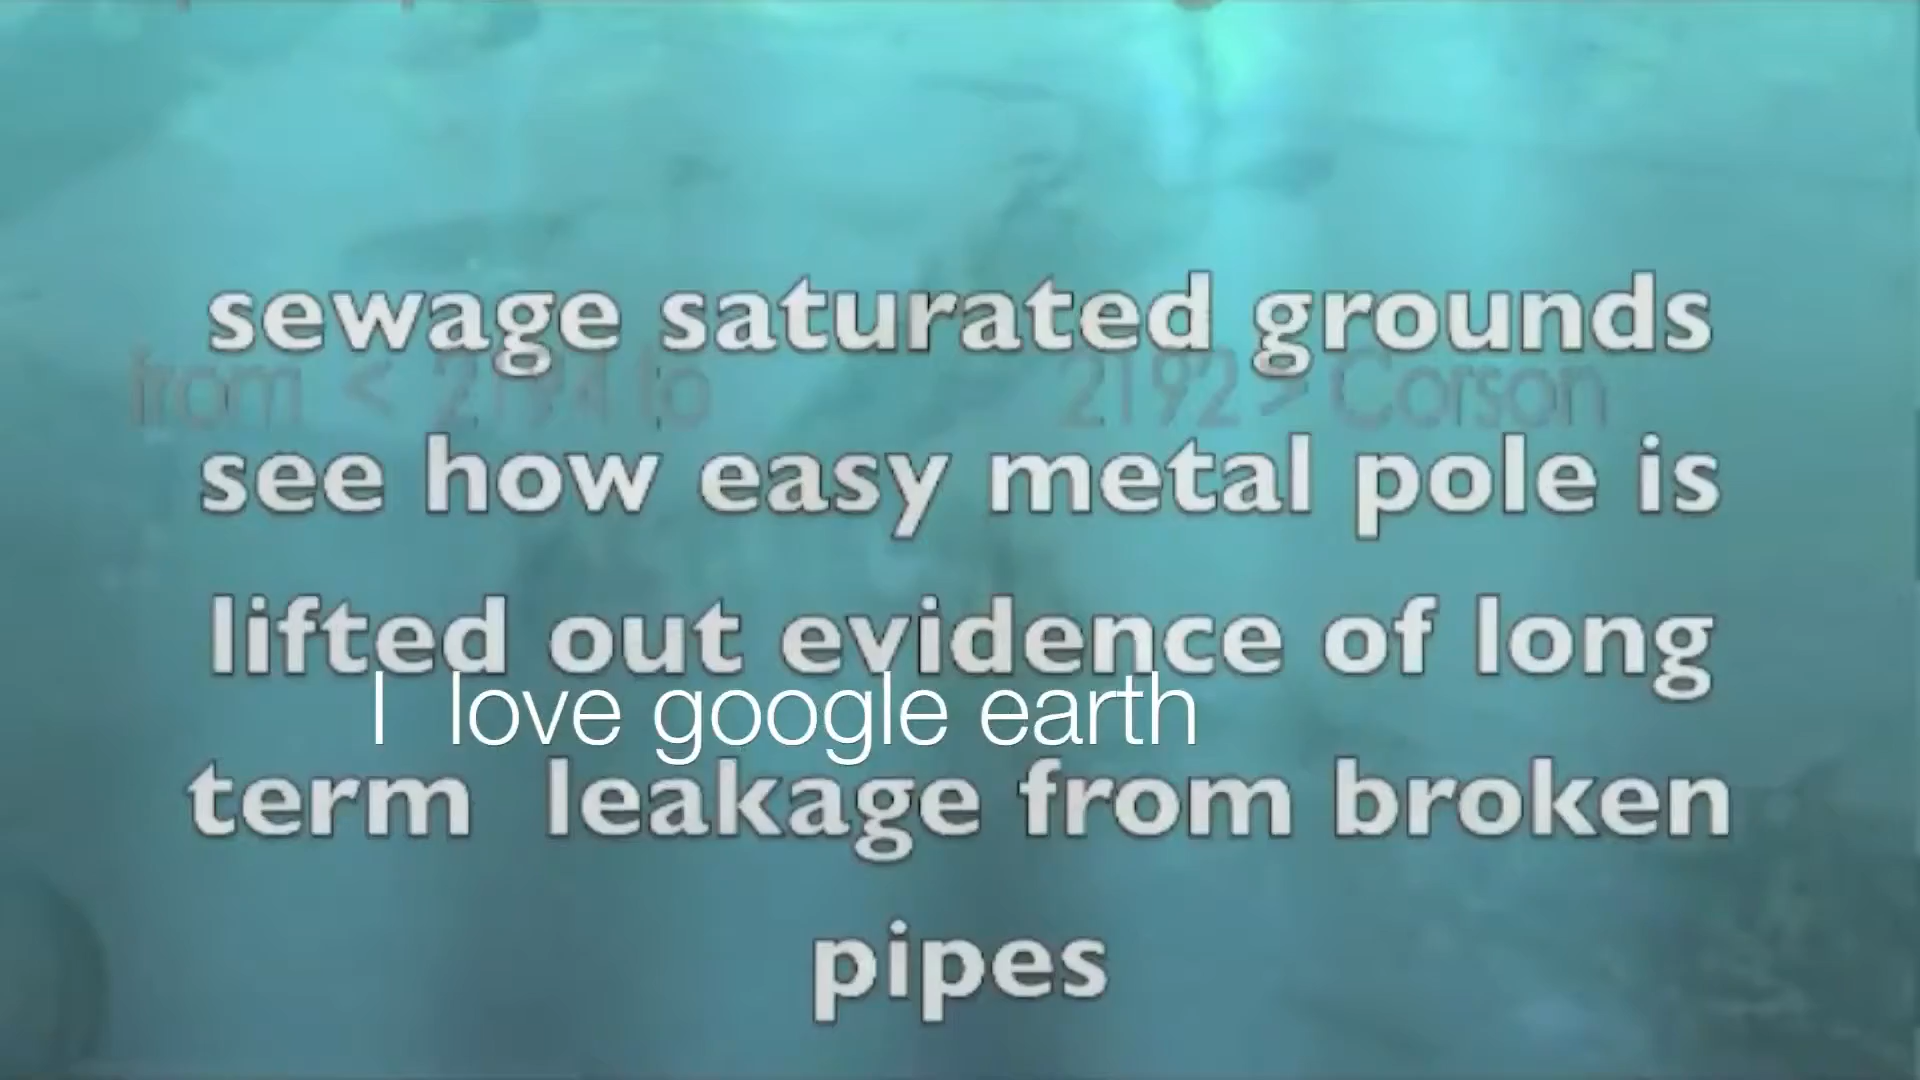 sewage saturated grounds
from < 2194 to 2192 > Corson
see how easy metal pole is
lifted out evidence of long
I love google earth
term leakage from broken
pipes